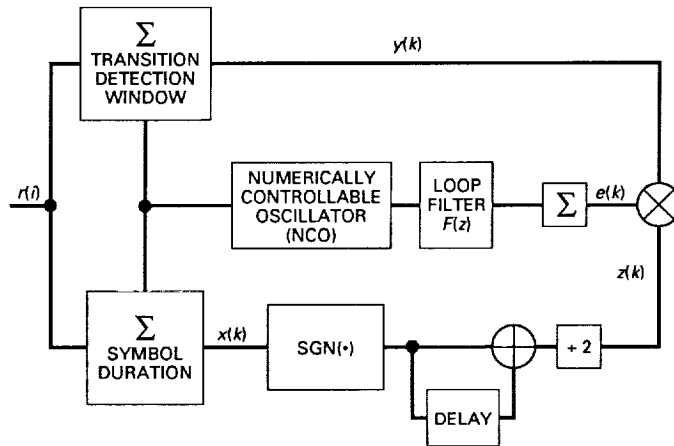 Σ
TRANSITION
DETECTION
WINDOW
y(k)
r(i)
NUMERICALLY
CONTROLLABLE
OSCILLATOR
(NCO)
LOOP
FILTER
F(z)
Σ
e(k)
z(k)
Σ
SYMBOL
DURATION
x(k)
SGN(•)
÷ 2
DELAY